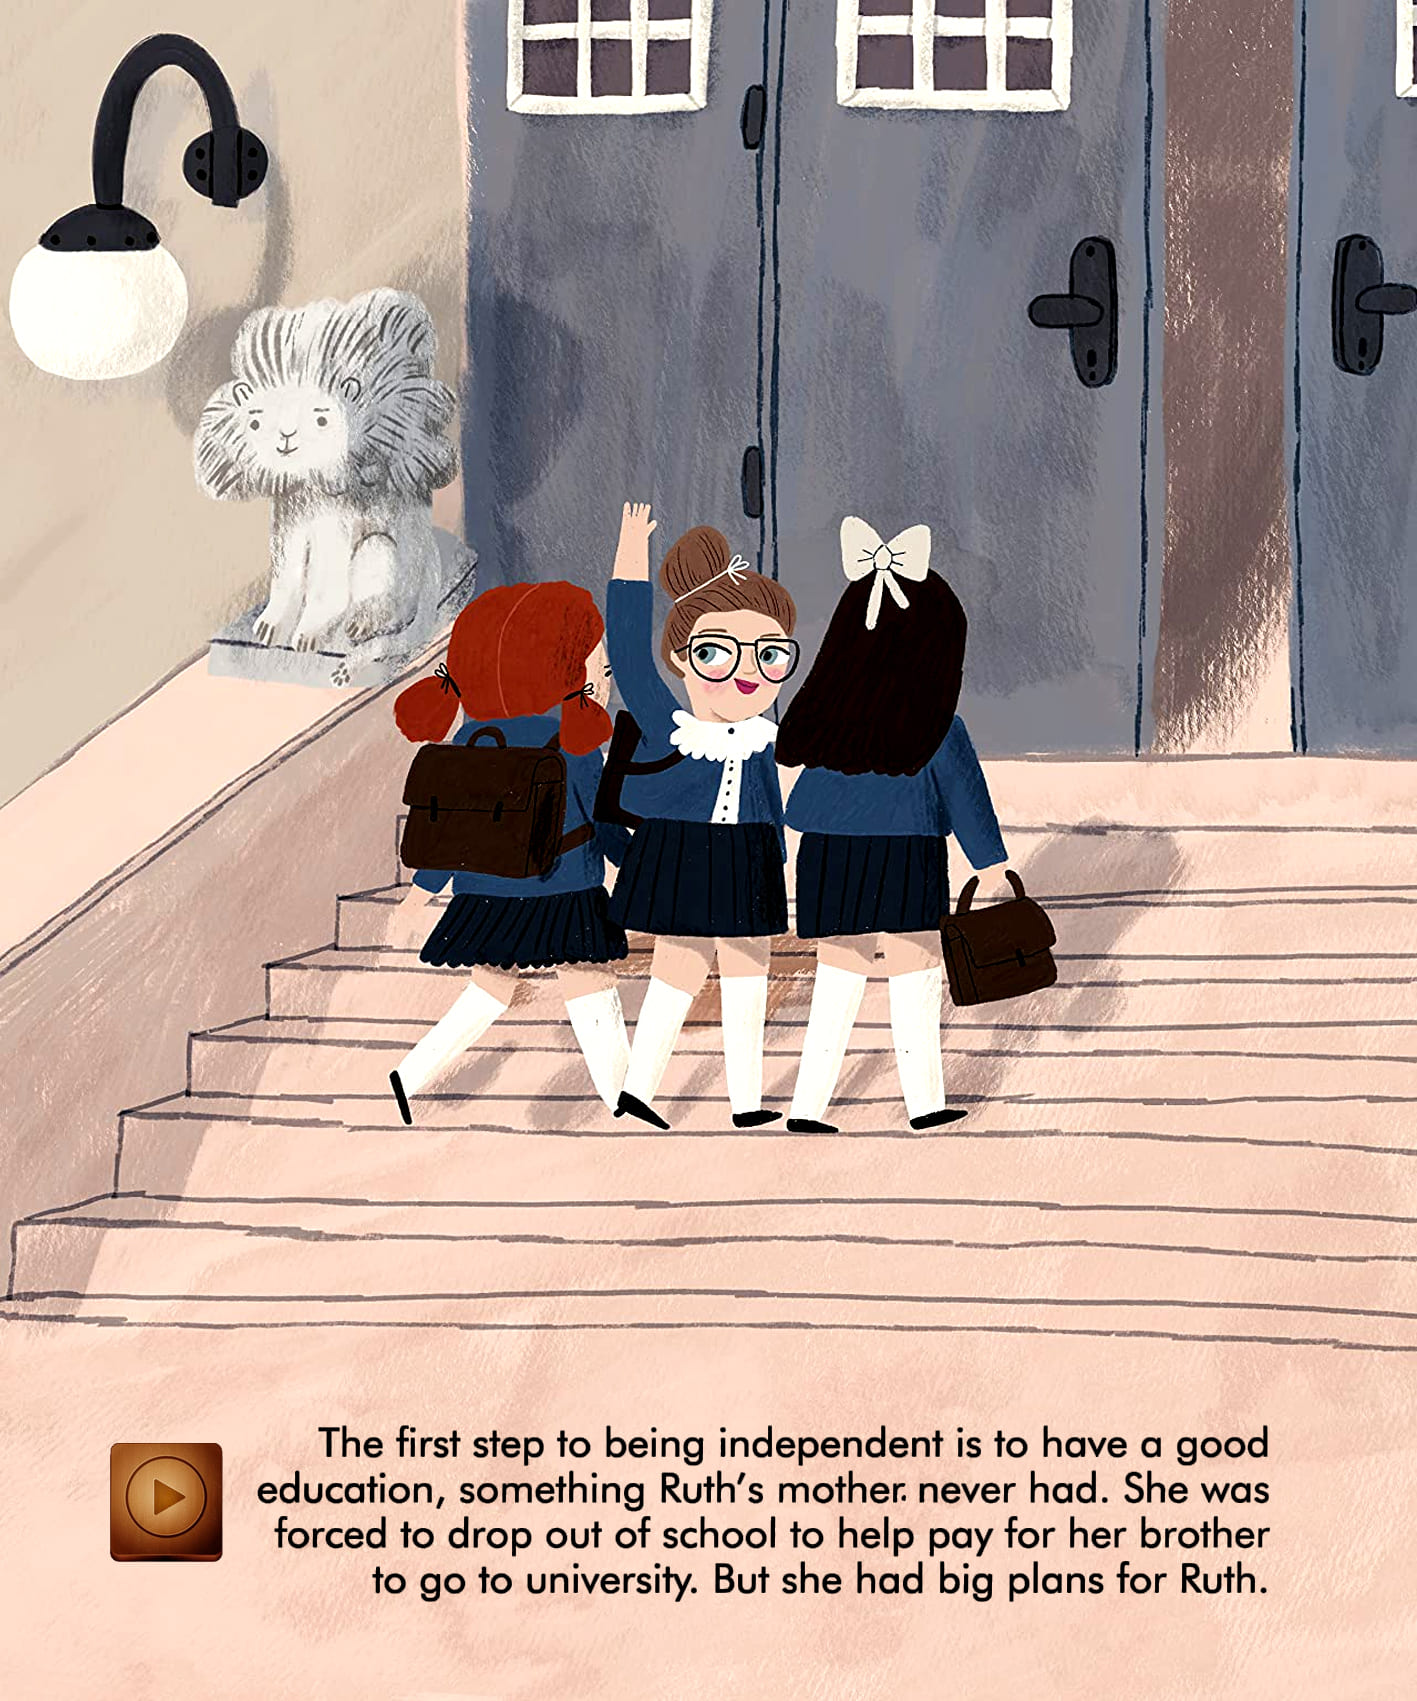 The first step to being independent is to have a good
education, something Ruth's mother. never had. She was
forced to drop out of school to help pay for her brother
to go to university. But she had big plans for Ruth.